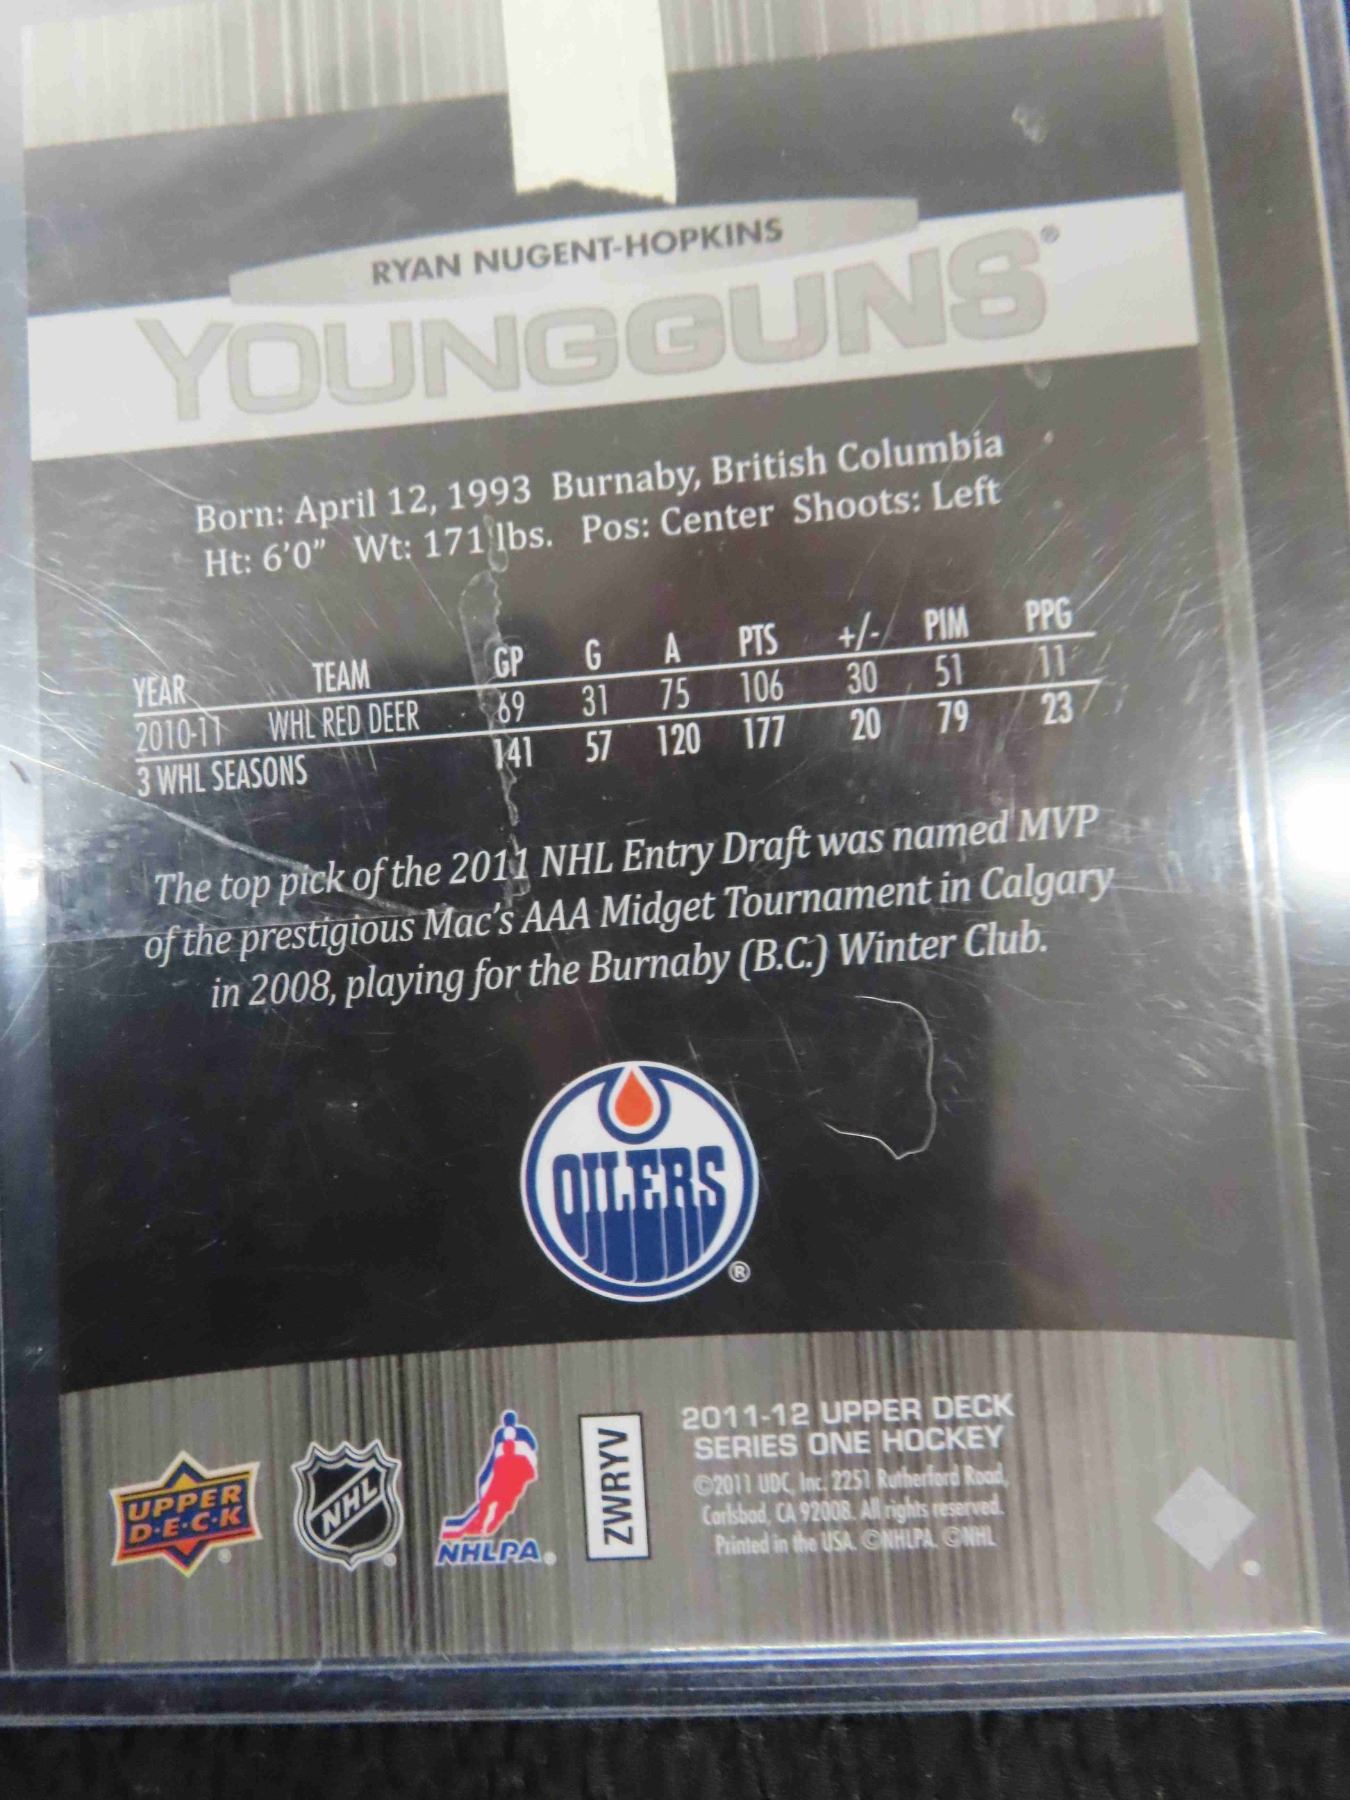 RYAN NUGENT-HOPKINS
YOUNGGUNS®
Born: April 12, 1993 Burnaby, British Columbia
Ht: 6'0" Wt: 171 lbs. Pos: Center Shoots: Left
YEAR TEAM GP G A PTS +/- PIM PPG
2010-11 WHL RED DEER 69 31 75 106 30 51 11
3 WHL SEASONS 141 57 120 177 20 79 23
The top pick of the 2011 NHL Entry Draft was named MVP
of the prestigious Mac's AAA Midget Tournament in Calgary
in 2008, playing for the Burnaby (B.C.) Winter Club.
OILERS
®
UPPER
D·E·C·K
®
NHL
®
NHLPA®
ZWRYV
2011-12 UPPER DECK
SERIES ONE HOCKEY
©2011 UDC, Inc. 2251 Rutherford Road,
Carlsbad, CA 92008. All rights reserved.
Printed in the USA. ©NHLPA. ©NHL